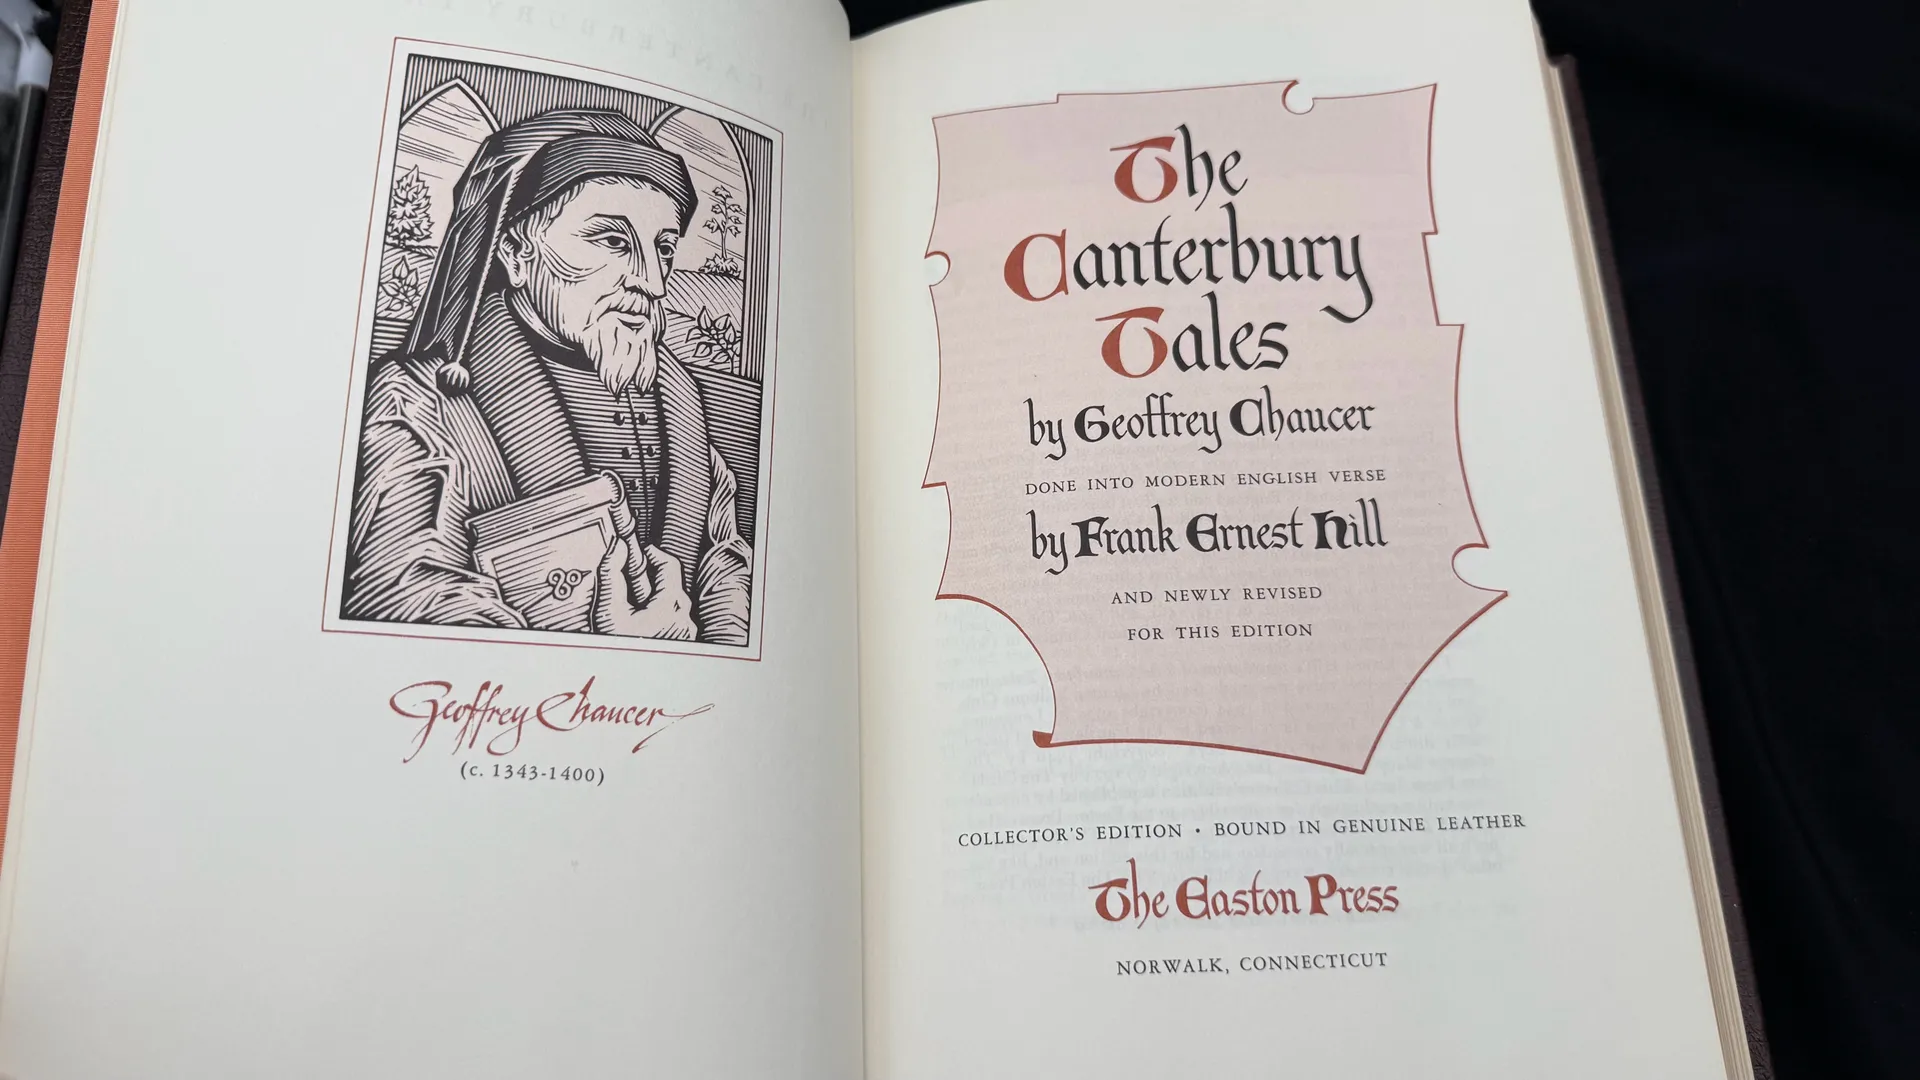 Geoffrey Chaucer
(c. 1343-1400)
The
Canterbury
Tales
by Geoffrey Chaucer
DONE INTO MODERN ENGLISH VERSE
by Frank Ernest Hill
AND NEWLY REVISED
FOR THIS EDITION
COLLECTOR'S EDITION • BOUND IN GENUINE LEATHER
The Easton Press
NORWALK, CONNECTICUT